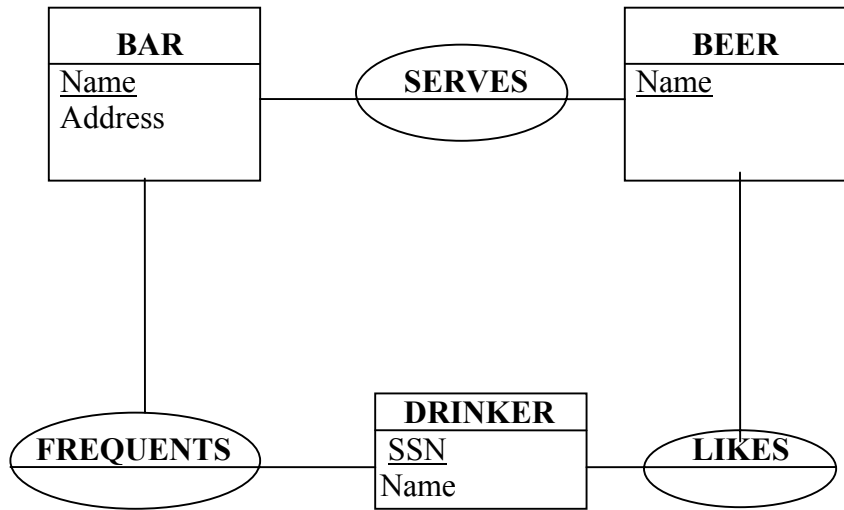 BAR
Name
Address
SERVES
BEER
Name
FREQUENTS
DRINKER
SSN
Name
LIKES